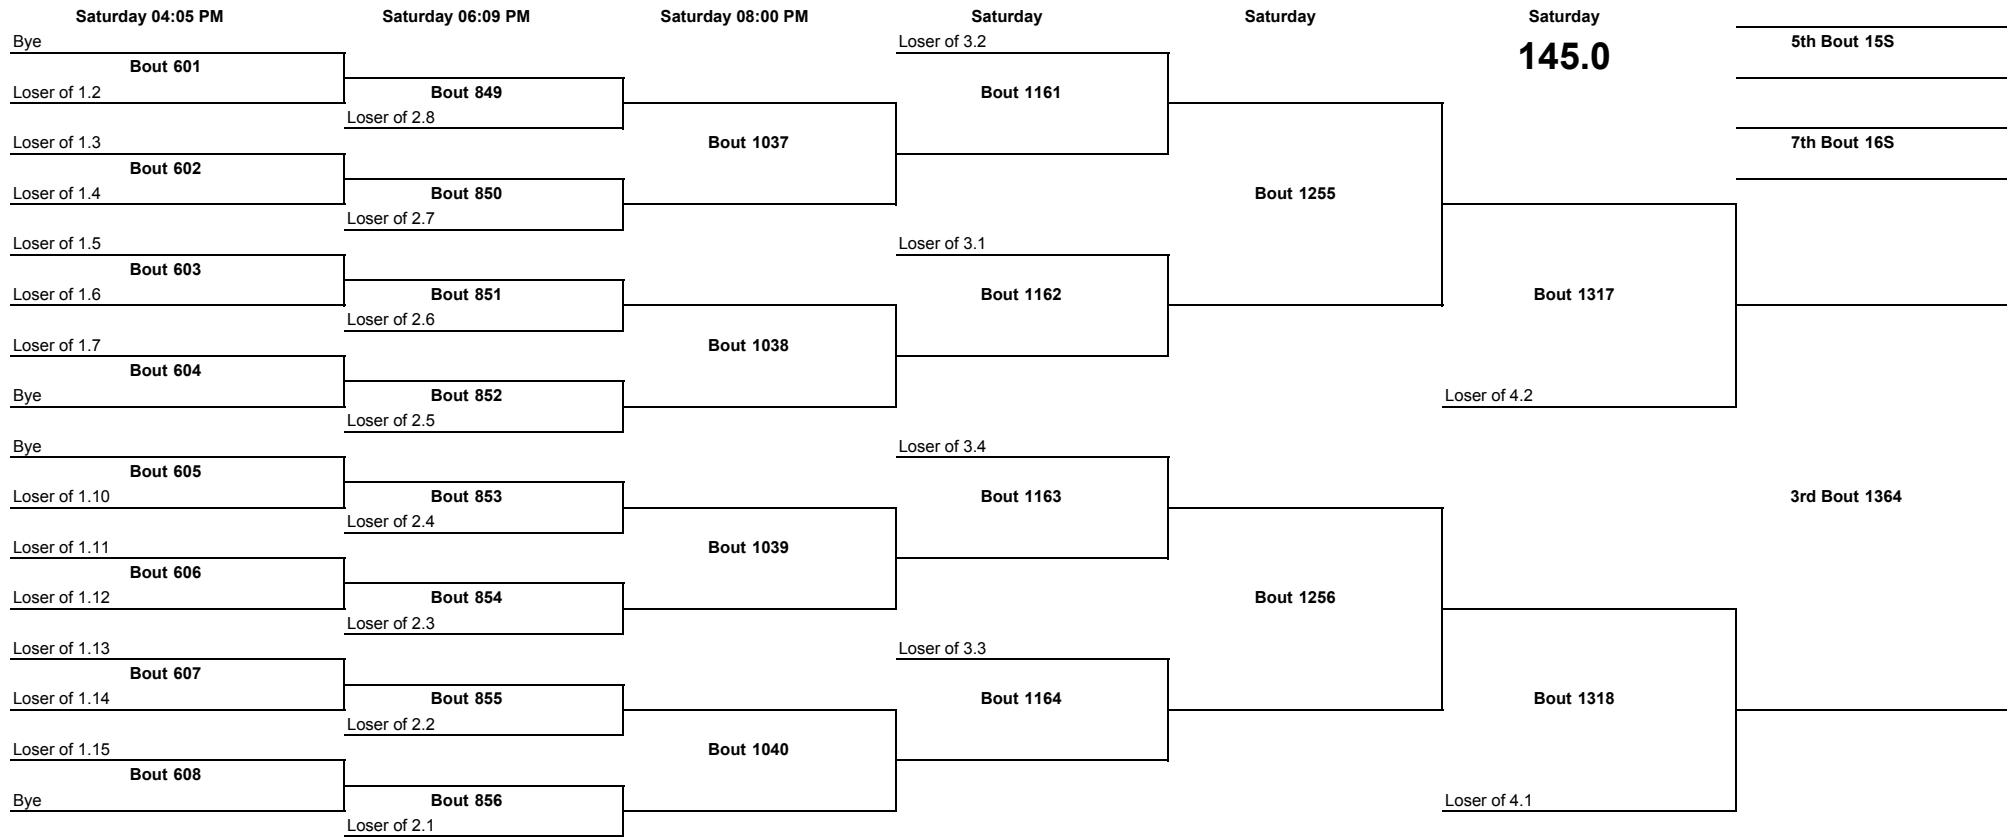 Saturday 04:05 PM Saturday 06:09 PM Saturday 08:00 PM Saturday Saturday Saturday
Bye Loser of 3.2 145.0 5th Bout 15S
Bout 601
Loser of 1.2 Bout 849 Bout 1161
Loser of 2.8
Loser of 1.3 Bout 1037 7th Bout 16S
Bout 602
Loser of 1.4 Bout 850 Bout 1255
Loser of 2.7
Loser of 1.5 Loser of 3.1
Bout 603
Loser of 1.6 Bout 851 Bout 1162 Bout 1317
Loser of 2.6
Loser of 1.7 Bout 1038
Bout 604
Bye Bout 852 Loser of 4.2
Loser of 2.5
Bye Loser of 3.4
Bout 605
Loser of 1.10 Bout 853 Bout 1163 3rd Bout 1364
Loser of 2.4
Loser of 1.11 Bout 1039
Bout 606
Loser of 1.12 Bout 854 Bout 1256
Loser of 2.3
Loser of 1.13 Loser of 3.3
Bout 607
Loser of 1.14 Bout 855 Bout 1164 Bout 1318
Loser of 2.2
Loser of 1.15 Bout 1040
Bout 608
Bye Bout 856 Loser of 4.1
Loser of 2.1